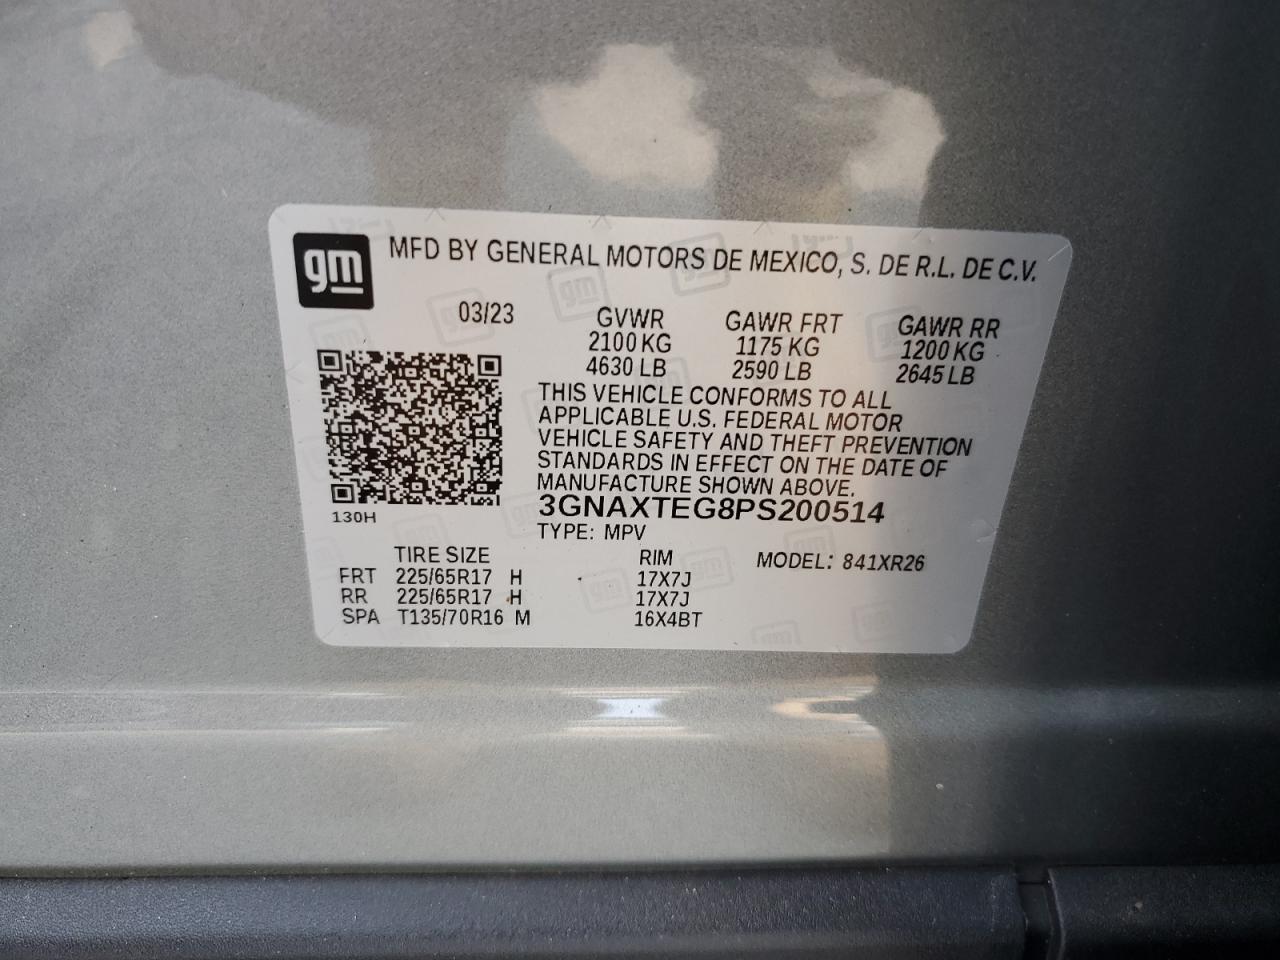 gm MFD BY GENERAL MOTORS DE MEXICO, S. DE R.L. DE C.V.
03/23 GVWR GAWR FRT GAWR RR
2100 KG 1175 KG 1200 KG
4630 LB 2590 LB 2645 LB
THIS VEHICLE CONFORMS TO ALL
APPLICABLE U.S. FEDERAL MOTOR
VEHICLE SAFETY AND THEFT PREVENTION
STANDARDS IN EFFECT ON THE DATE OF
MANUFACTURE SHOWN ABOVE.
130H 3GNAXTEG8PS200514
TYPE: MPV
TIRE SIZE RIM MODEL: 841XR26
FRT 225/65R17 H 17X7J
RR 225/65R17 H 17X7J
SPA T135/70R16 M 16X4BT